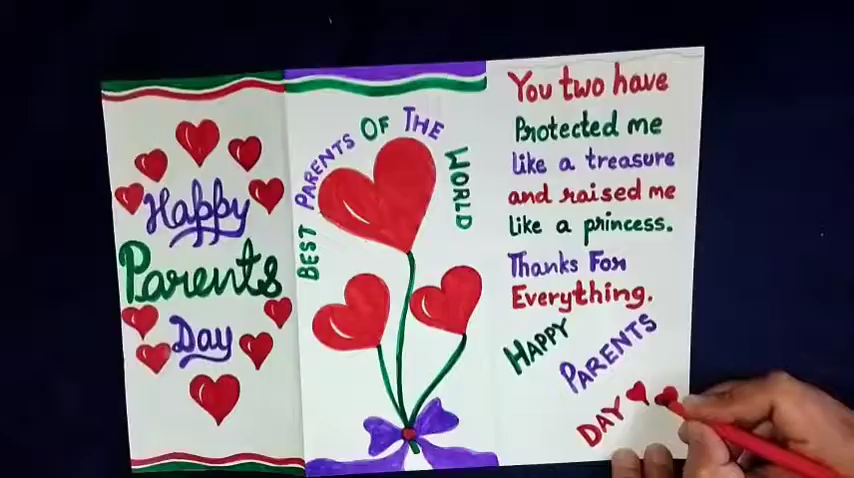 Happy
Parents
Day
BEST PARENTS OF THE WORLD
You two have
Protected me
like a treasure
and raised me
like a princess.
Thanks For
Everything.
HAPPY
PARENTS
DAY